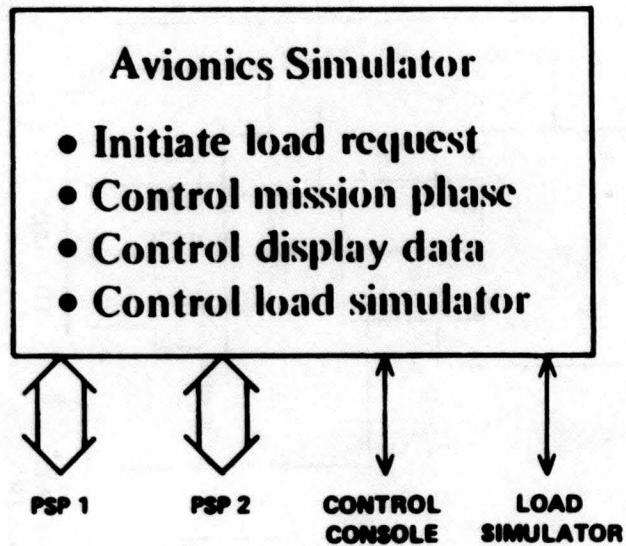 Avionics Simulator
• Initiate load request
• Control mission phase
• Control display data
• Control load simulator
PSP 1 PSP 2 CONTROL LOAD
CONSOLE SIMULATOR